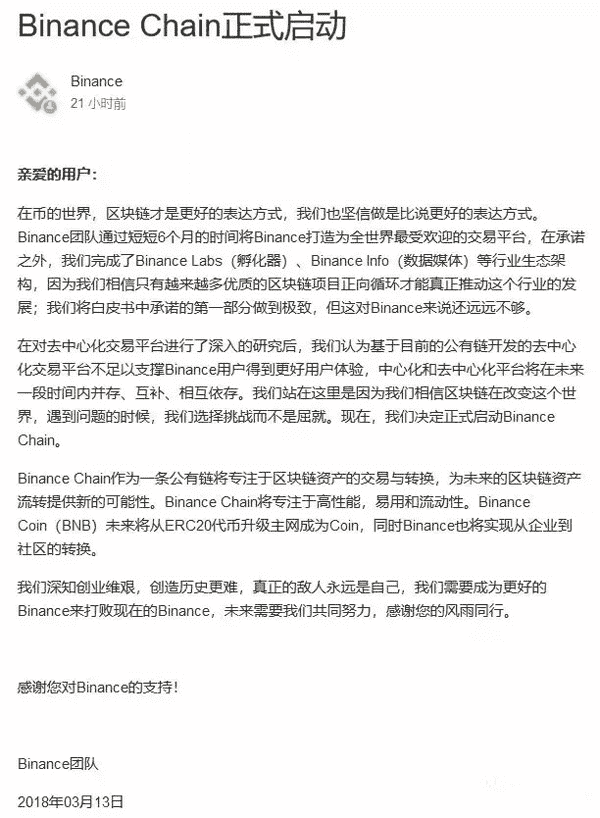 Binance Chain正式启动
Binance
21 小时前
亲爱的用户：
在币的世界，区块链才是更好的表达方式，我们也坚信做是比说更好的表达方式。
Binance团队通过短短6个月的时间将Binance打造为全世界最受欢迎的交易平台，在承诺
之外，我们完成了Binance Labs（孵化器）、Binance Info（数据媒体）等行业生态架
构，因为我们相信只有越来越多优质的区块链项目正向循环才能真正推动这个行业的发
展；我们将白皮书中承诺的第一部分做到极致，但这对Binance来说还远远不够。
在对去中心化交易平台进行了深入的研究后，我们认为基于目前的公有链开发的去中心
化交易平台不足以支撑Binance用户得到更好用户体验，中心化和去中心化平台将在未来
一段时间内并存、互补、相互依存。我们站在这里是因为我们相信区块链在改变这个世
界，遇到问题的时候，我们选择挑战而不是屈就。现在，我们决定正式启动Binance
Chain。
Binance Chain作为一条公有链将专注于区块链资产的交易与转换，为未来的区块链资产
流转提供新的可能性。Binance Chain将专注于高性能，易用和流动性。Binance
Coin（BNB）未来将从ERC20代币升级主网成为Coin，同时Binance也将实现从企业到
社区的转换。
我们深知创业维艰，创造历史更难，真正的敌人永远是自己，我们需要成为更好的
Binance来打败现在的Binance，未来需要我们共同努力，感谢您的风雨同行。
感谢您对Binance的支持！
Binance团队
2018年03月13日